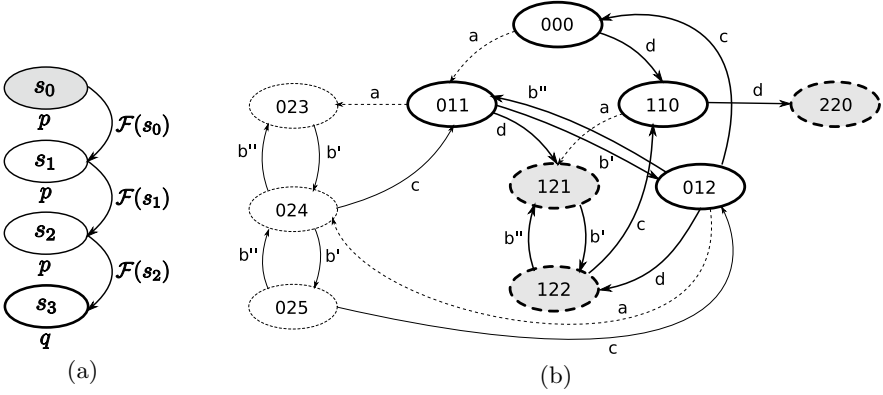 s₀
p
𝓕(s₀)
s₁
p
𝓕(s₁)
s₂
p
𝓕(s₂)
s₃
q
(a)
000
a
d
c
023
a
011
b''
110
d
220
d
a
b'
b''
b'
c
121
012
024
b''
b'
c
b''
b'
122
d
a
025
c
(b)